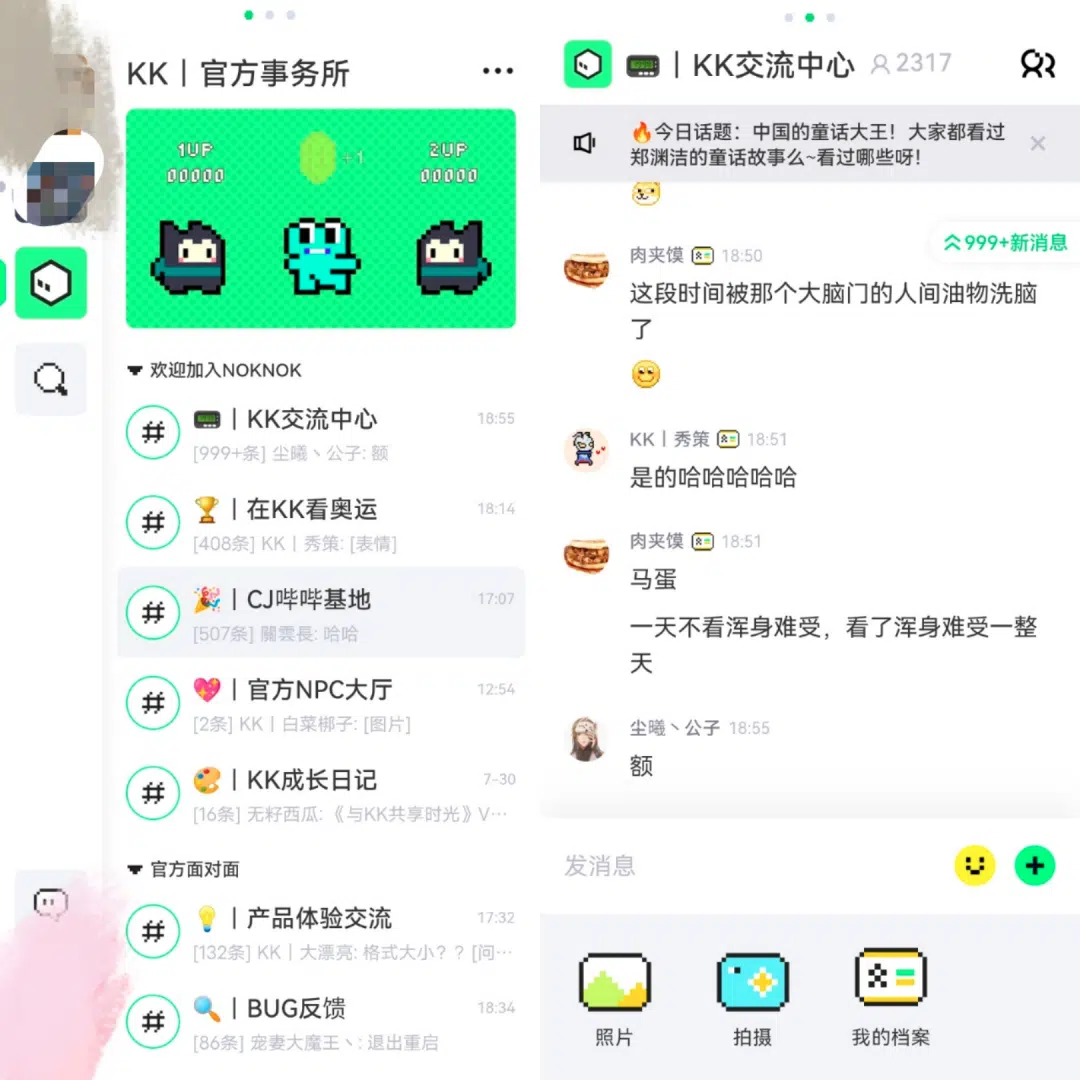 KK丨官方事务所
1UP
00000
+1
2UP
00000
欢迎加入NOKNOK
丨KK交流中心
18:55
[999+条] 尘曦丶公子: 额
丨在KK看奥运
18:14
[408条] KK丨秀策: [表情]
丨CJ哔哔基地
17:07
[507条] 關雲長: 哈哈
丨官方NPC大厅
12:54
[2条] KK丨白菜梆子: [图片]
丨KK成长日记
7-30
[16条] 无籽西瓜: 《与KK共享时光》V…
官方面对面
丨产品体验交流
17:32
[132条] KK丨大漂亮: 格式大小？？[问…
丨BUG反馈
18:34
[86条] 宠妻大魔王丶: 退出重启
丨KK交流中心
2317
今日话题：中国的童话大王！大家都看过
郑渊洁的童话故事么~看过哪些呀！
999+新消息
肉夹馍
18:50
这段时间被那个大脑门的人间油物洗脑
了
KK丨秀策
18:51
是的哈哈哈哈哈
肉夹馍
18:51
马蛋
一天不看浑身难受，看了浑身难受一整
天
尘曦丶公子
18:55
额
发消息
照片
拍摄
我的档案